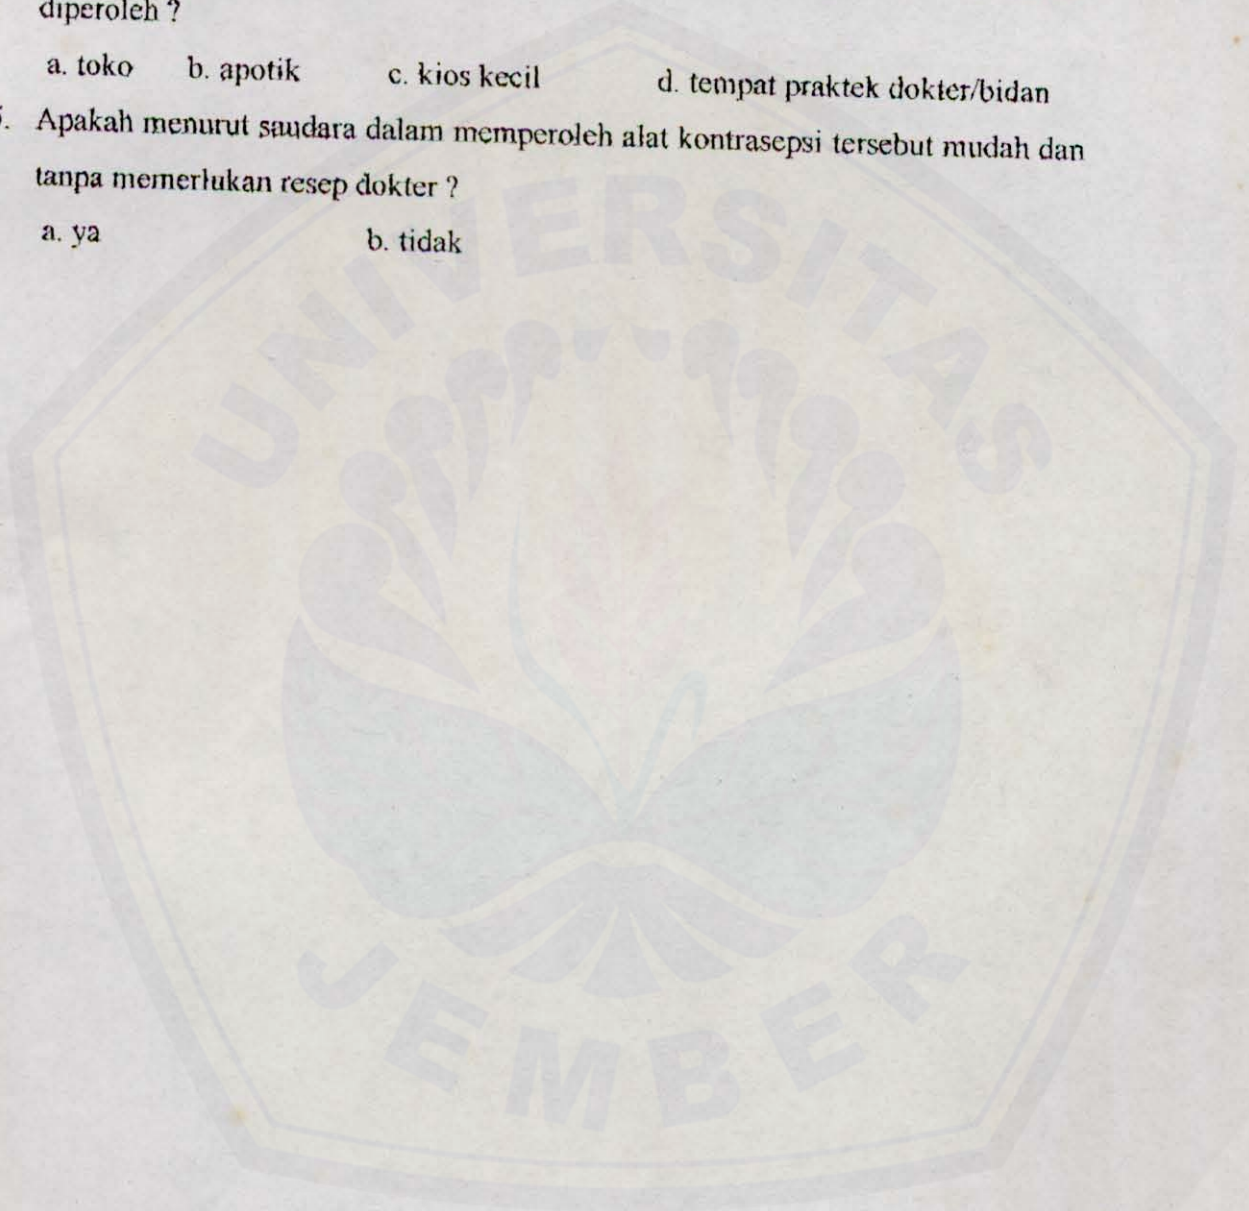 diperoleh ?
a. toko b. apotik c. kios kecil d. tempat praktek dokter/bidan
. Apakah menurut saudara dalam memperoleh alat kontrasepsi tersebut mudah dan
tanpa memerlukan resep dokter ?
a. ya b. tidak
UNIVERSITAS
JEMBER